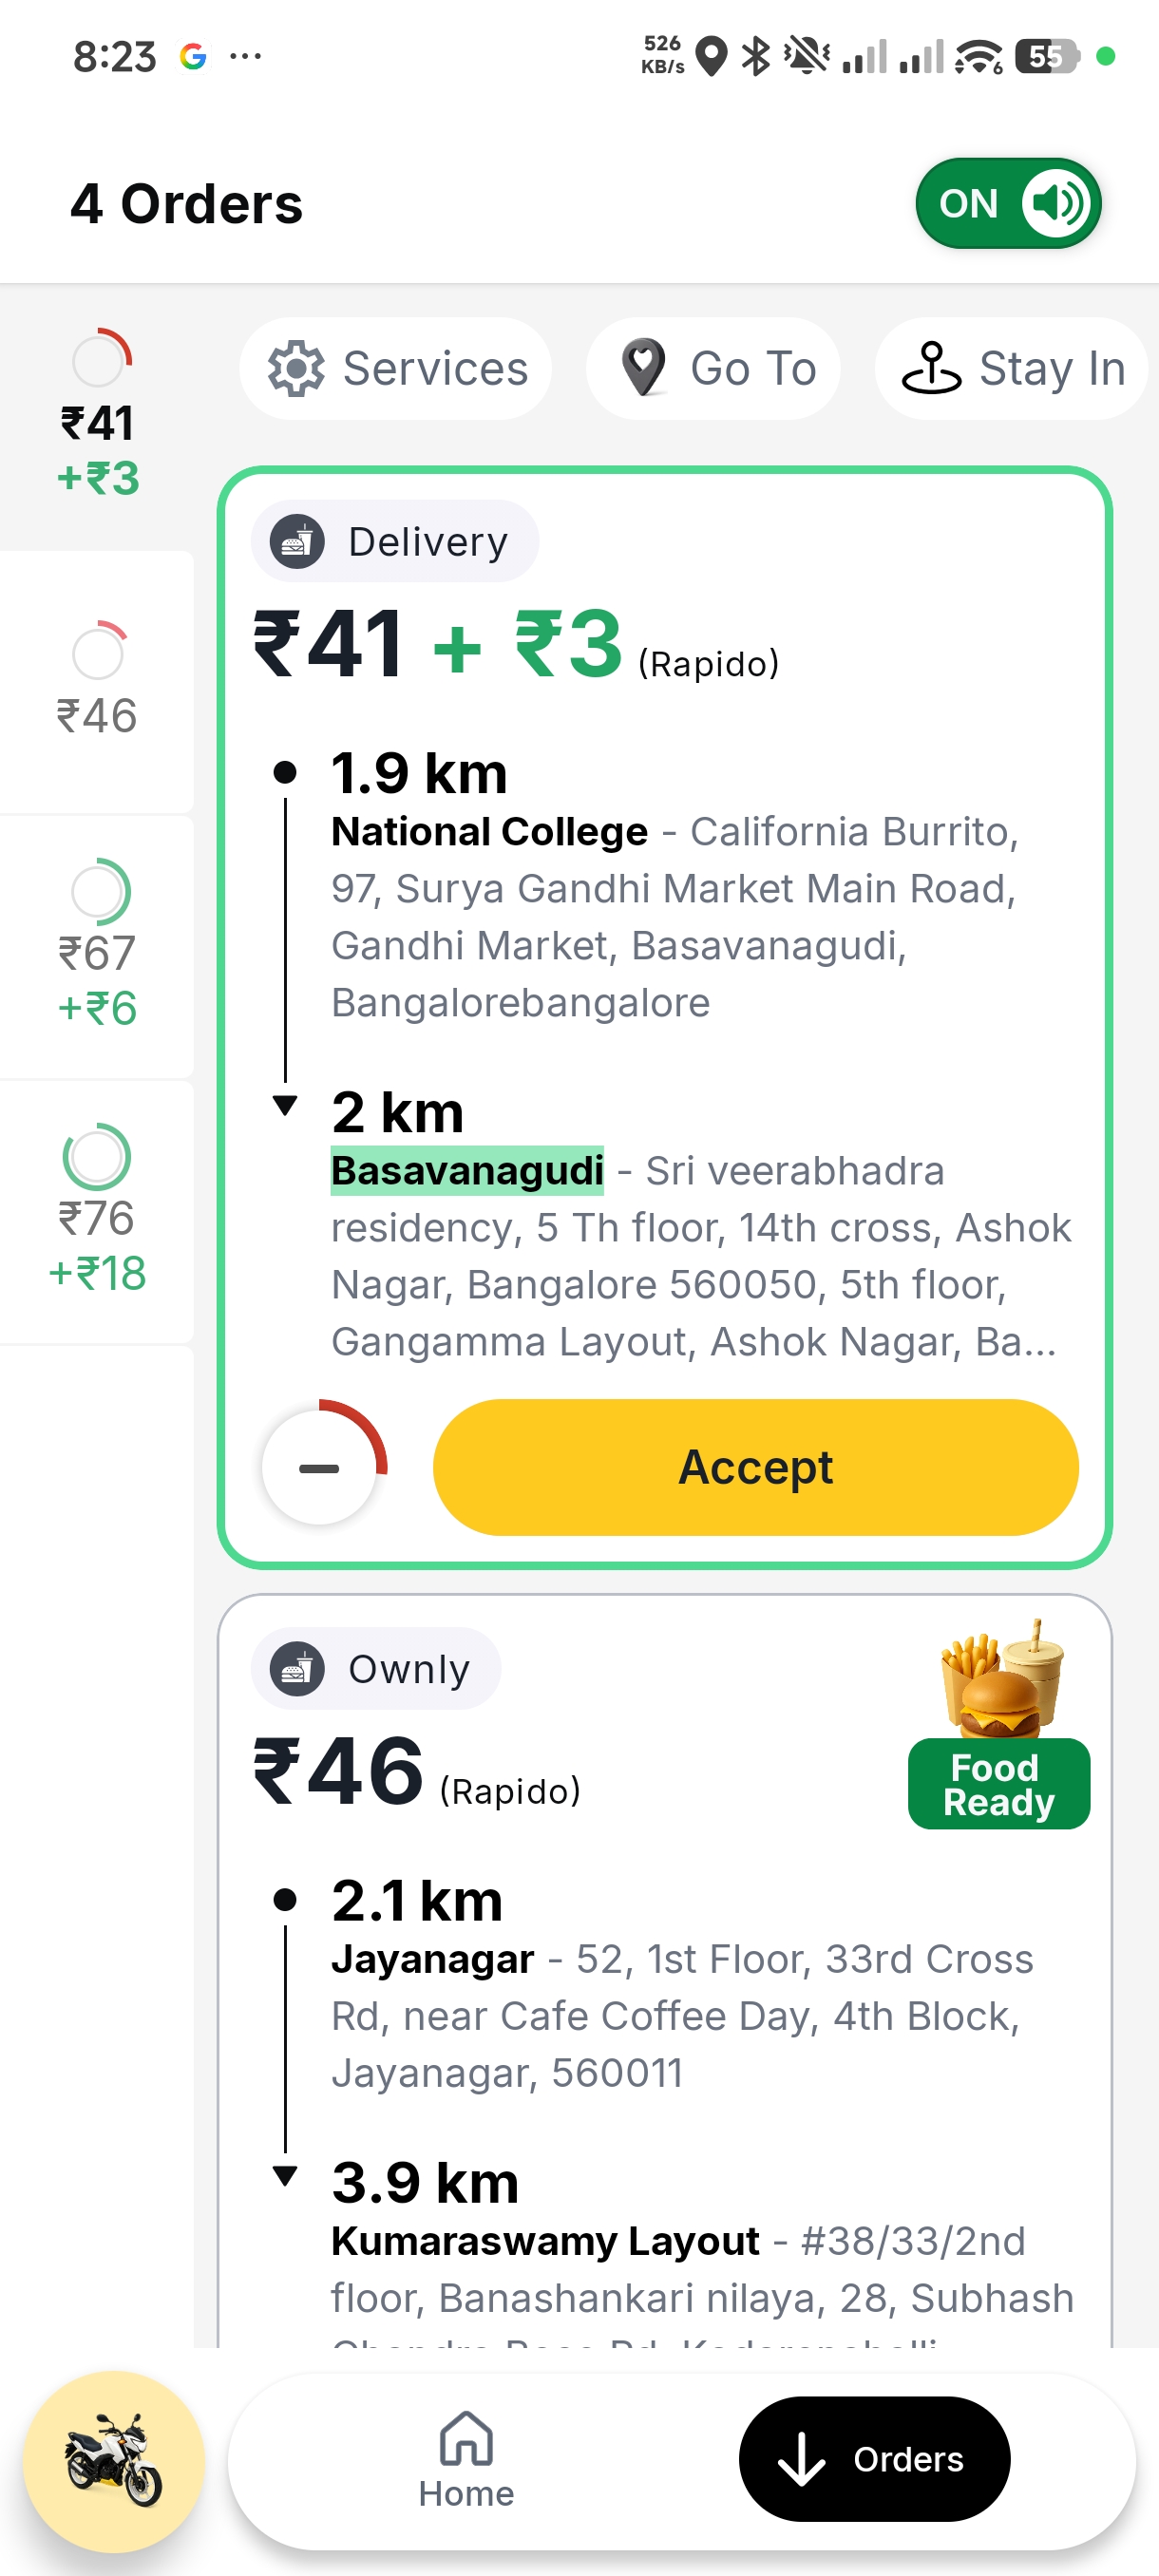 8:23 G ... 526 KB/s 6 55
4 Orders ON
₹41
+₹3
₹46
₹67
+₹6
₹76
+₹18
Services Go To Stay In
Delivery
₹41 + ₹3 (Rapido)
1.9 km
National College - California Burrito,
97, Surya Gandhi Market Main Road,
Gandhi Market, Basavanagudi,
Bangalorebangalore
2 km
Basavanagudi - Sri veerabhadra
residency, 5 Th floor, 14th cross, Ashok
Nagar, Bangalore 560050, 5th floor,
Gangamma Layout, Ashok Nagar, Ba...
Accept
Ownly
₹46 (Rapido)
Food
Ready
2.1 km
Jayanagar - 52, 1st Floor, 33rd Cross
Rd, near Cafe Coffee Day, 4th Block,
Jayanagar, 560011
3.9 km
Kumaraswamy Layout - #38/33/2nd
floor, Banashankari nilaya, 28, Subhash
Home Orders